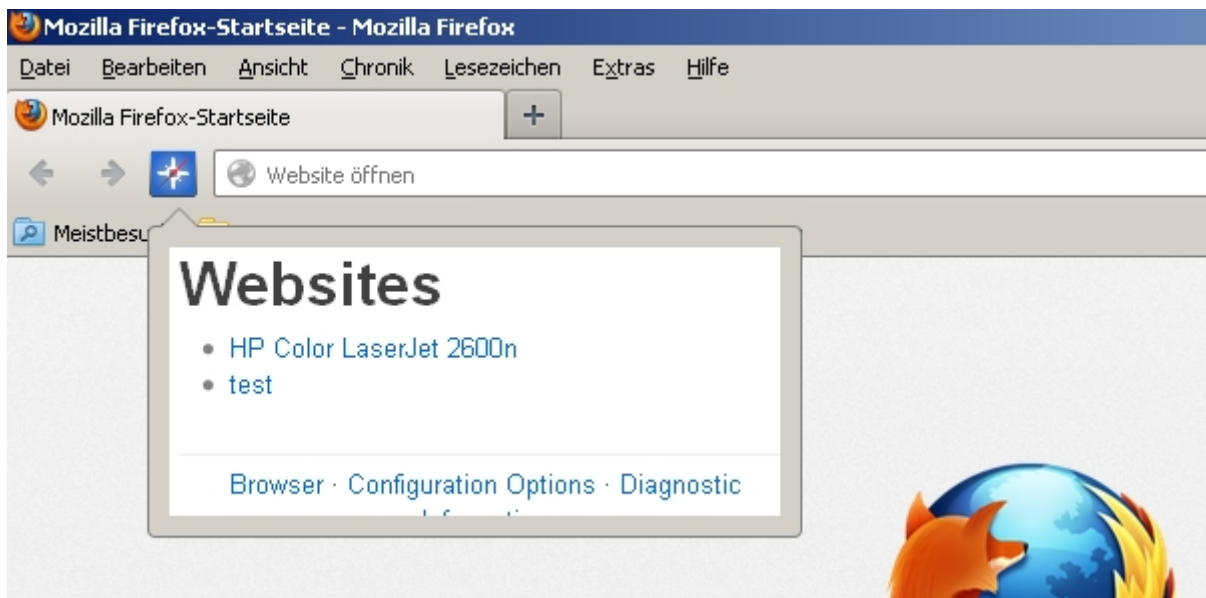 Mozilla Firefox-Startseite - Mozilla Firefox
Datei Bearbeiten Ansicht Chronik Lesezeichen Extras Hilfe
Mozilla Firefox-Startseite +
Website öffnen
Websites
HP Color LaserJet 2600n
test
Browser · Configuration Options · Diagnostic